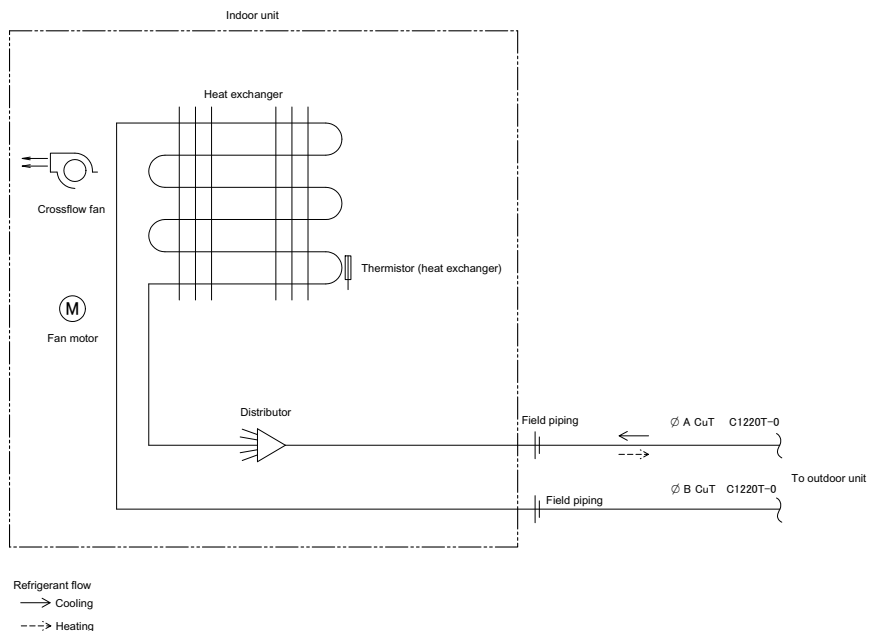 Indoor unit
Heat exchanger
Crossflow fan
Thermistor (heat exchanger)
M
Fan motor
Distributor
Field piping
Ø A CuT C1220T-0
To outdoor unit
Ø B CuT C1220T-0
Field piping
Refrigerant flow
Cooling
Heating